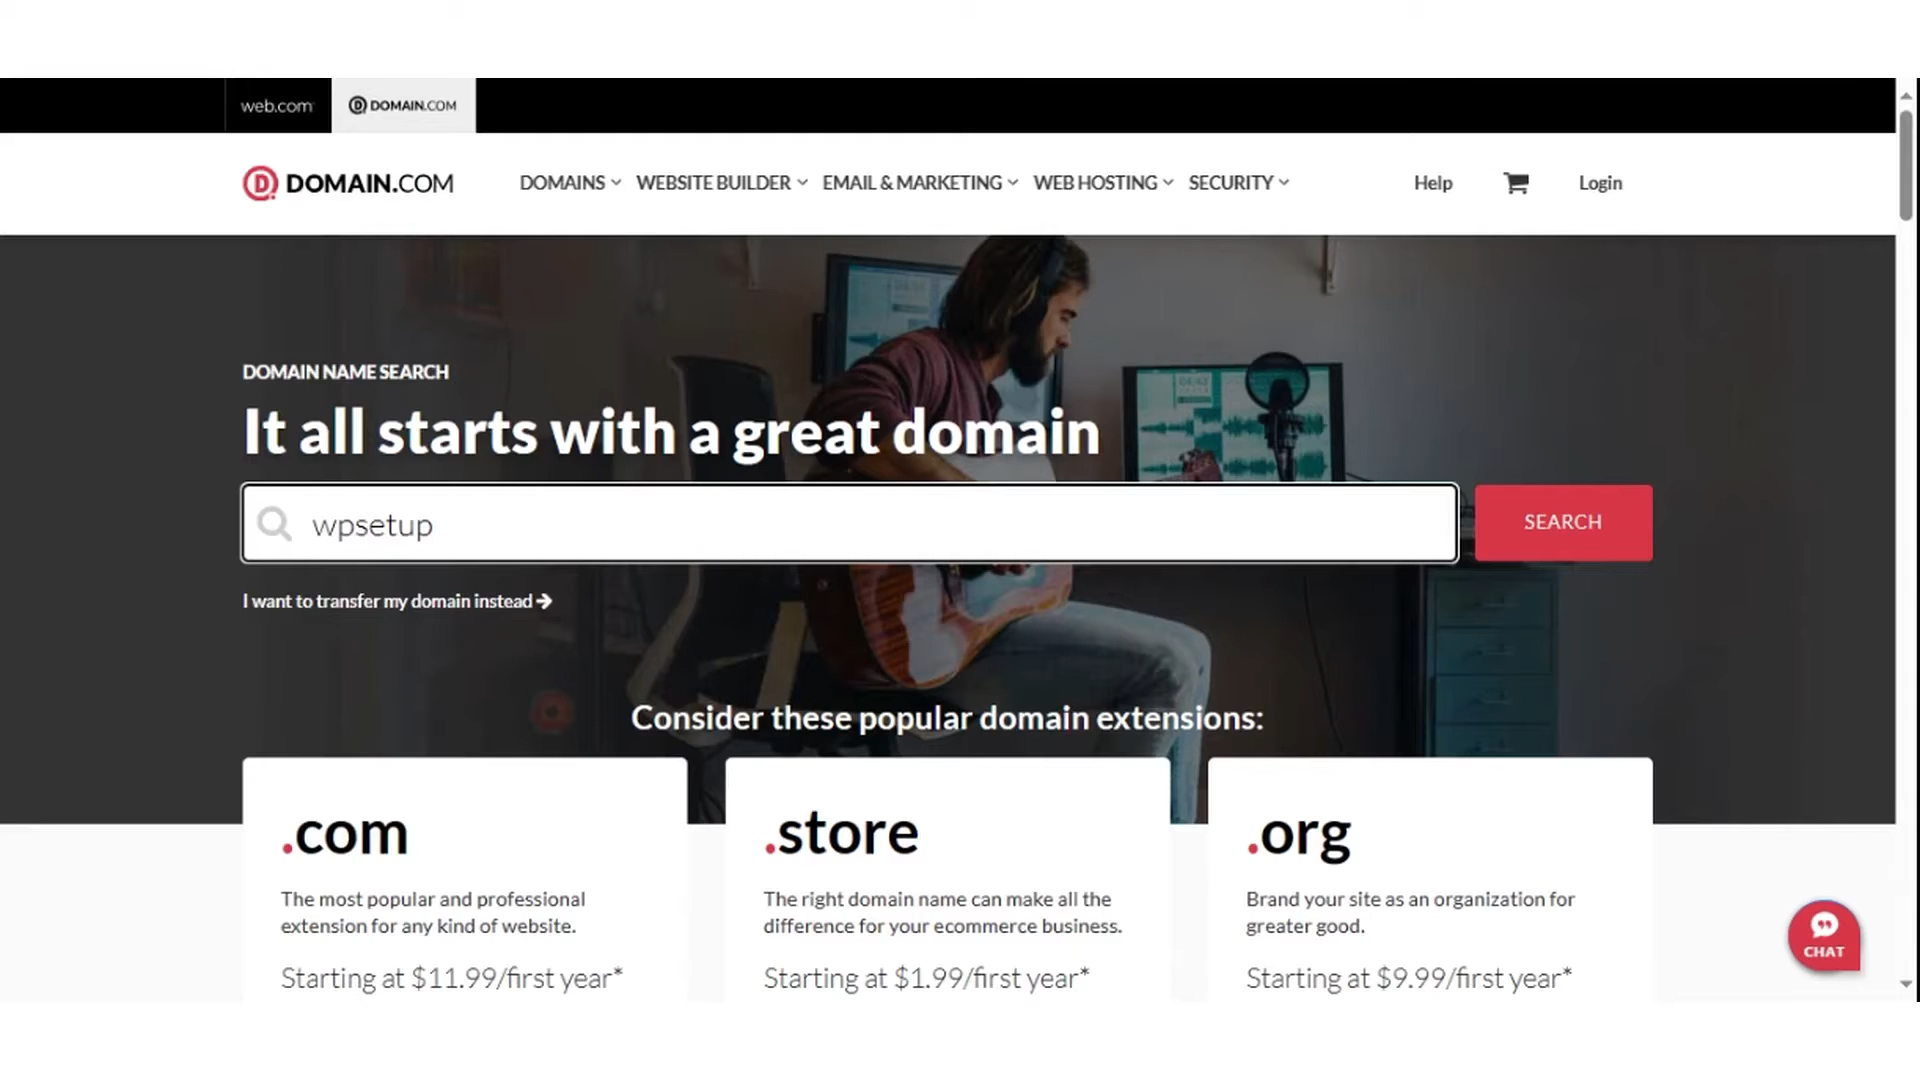 web.com
DOMAIN.COM
DOMAIN.COM
DOMAINS
WEBSITE BUILDER
EMAIL & MARKETING
WEB HOSTING
SECURITY
Help
Login
DOMAIN NAME SEARCH
It all starts with a great domain
wpsetup
SEARCH
I want to transfer my domain instead
Consider these popular domain extensions:
.com
The most popular and professional
extension for any kind of website.
Starting at $11.99/first year*
.store
The right domain name can make all the
difference for your ecommerce business.
Starting at $1.99/first year*
.org
Brand your site as an organization for
greater good.
Starting at $9.99/first year*
CHAT